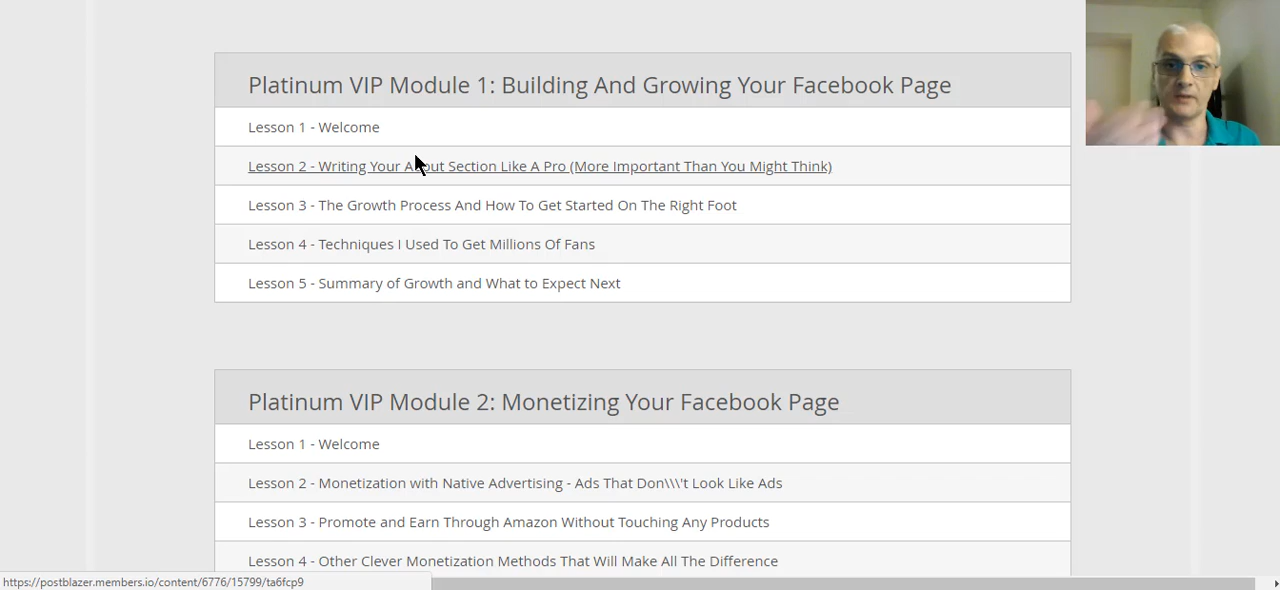 Platinum VIP Module 1: Building And Growing Your Facebook Page
Lesson 1 - Welcome
Lesson 2 - Writing Your About Section Like A Pro (More Important Than You Might Think)
Lesson 3 - The Growth Process And How To Get Started On The Right Foot
Lesson 4 - Techniques I Used To Get Millions Of Fans
Lesson 5 - Summary of Growth and What to Expect Next
Platinum VIP Module 2: Monetizing Your Facebook Page
Lesson 1 - Welcome
Lesson 2 - Monetization with Native Advertising - Ads That Don\\\'t Look Like Ads
Lesson 3 - Promote and Earn Through Amazon Without Touching Any Products
Lesson 4 - Other Clever Monetization Methods That Will Make All The Difference
https://postblazer.members.io/content/6776/15799/ta6fcp9